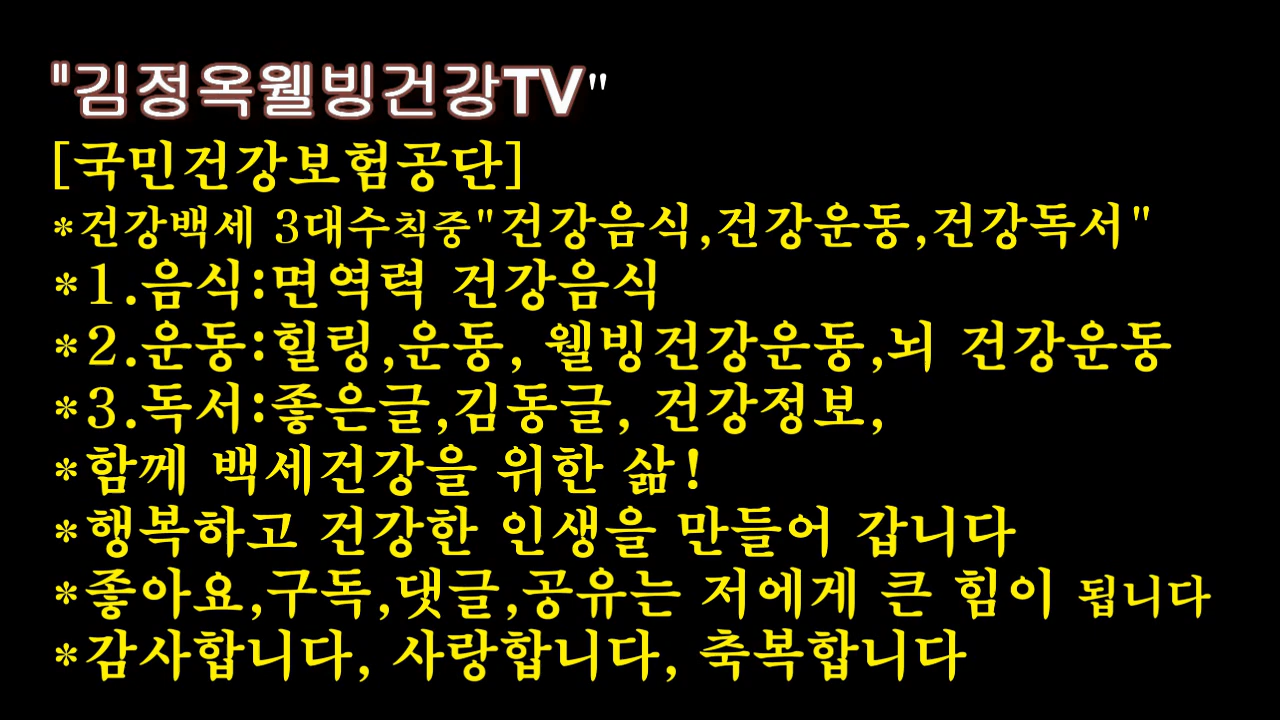 "김정옥웰빙건강TV"
[국민건강보험공단]
*건강백세 3대수칙중"건강음식,건강운동,건강독서"
*1.음식:면역력 건강음식
*2.운동:힐링,운동, 웰빙건강운동,뇌 건강운동
*3.독서:좋은글,김동글, 건강정보,
*함께 백세건강을 위한 삶!
*행복하고 건강한 인생을 만들어 갑니다
*좋아요,구독,댓글,공유는 저에게 큰 힘이 됩니다
*감사합니다, 사랑합니다, 축복합니다